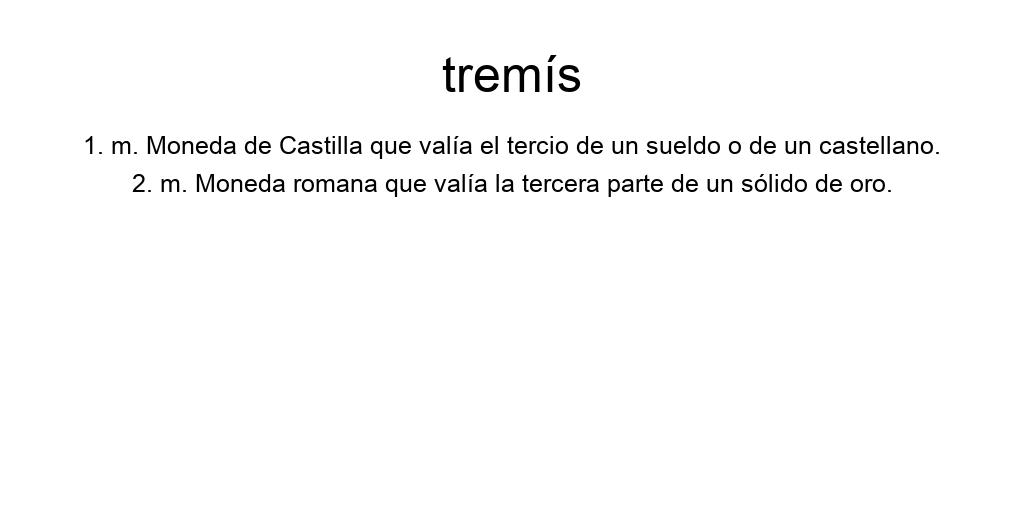 tremís
1. m. Moneda de Castilla que valía el tercio de un sueldo o de un castellano.
2. m. Moneda romana que valía la tercera parte de un sólido de oro.